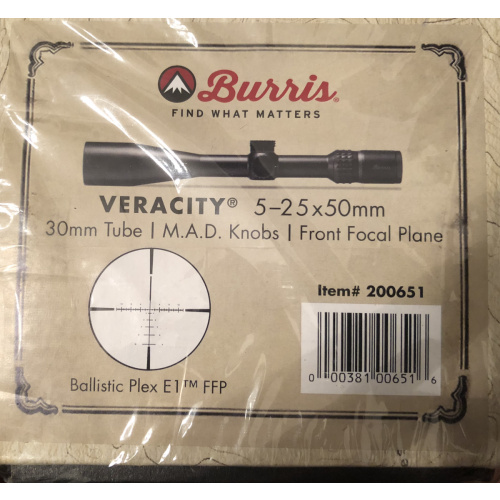 Burris®
FIND WHAT MATTERS
VERACITY® 5–25x50mm
30mm Tube | M.A.D. Knobs | Front Focal Plane
Item# 200651
0 00381 00651 6
Ballistic Plex E1™ FFP